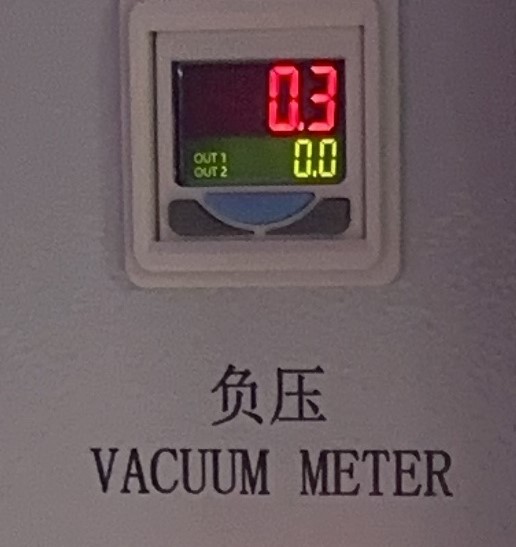 0.3
OUT 1
OUT 2 0.0
负压
VACUUM METER